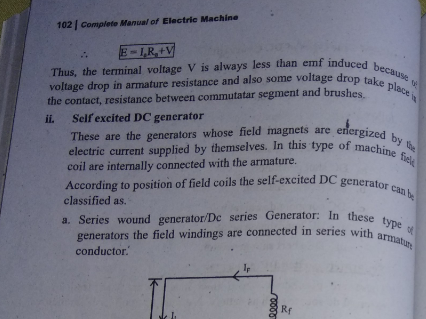 102 | Complete Manual of Electric Machine
∴ E = IₐRₐ+V
Thus, the terminal voltage V is always less than emf induced because of
voltage drop in armature resistance and also some voltage drop take place in
the contact, resistance between commutatar segment and brushes.
ii. Self excited DC generator
These are the generators whose field magnets are energized by the
electric current supplied by themselves. In this type of machine field
coil are internally connected with the armature.
According to position of field coils the self-excited DC generator can be
classified as.
a. Series wound generator/Dc series Generator: In these type of
generators the field windings are connected in series with armature
conductor.
I_F
R_f